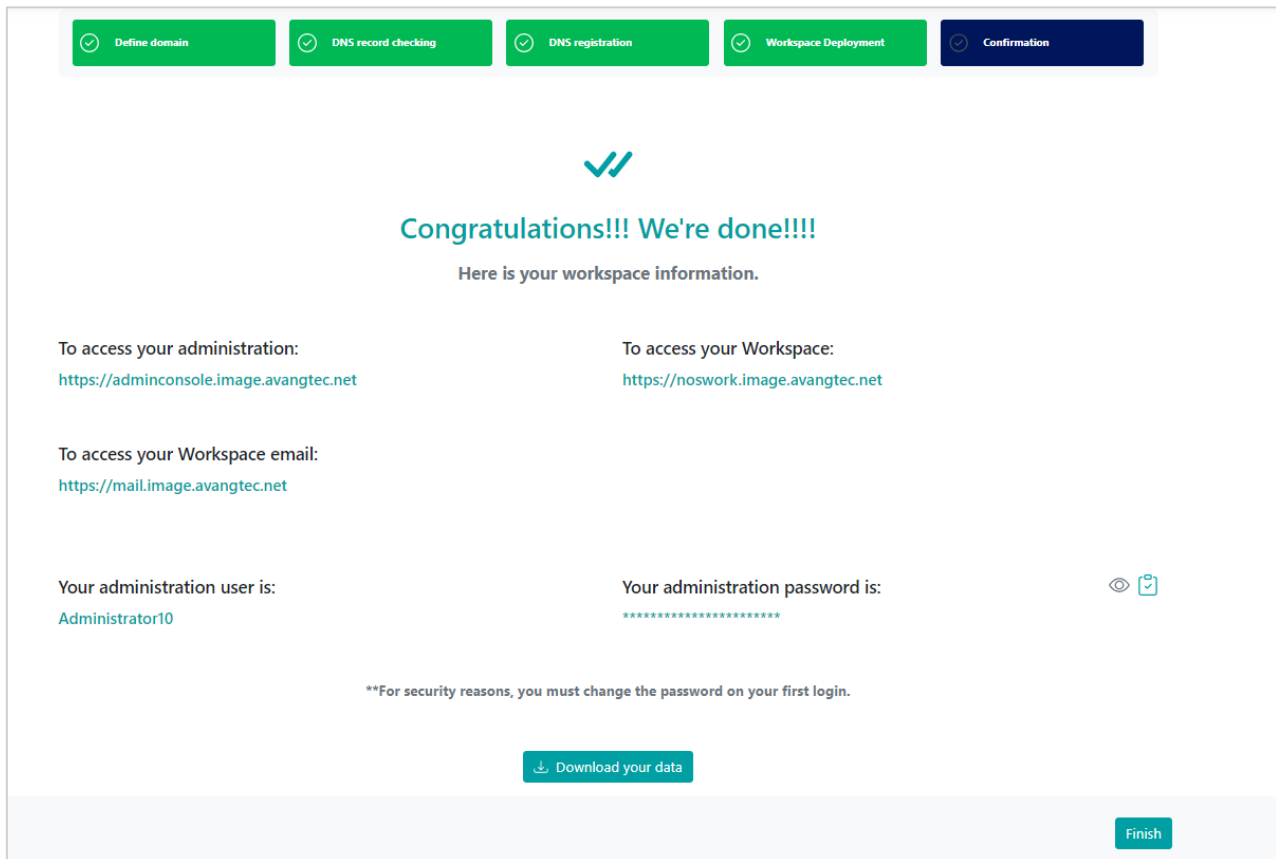 Define domain
DNS record checking
DNS registration
Workspace Deployment
Confirmation
Congratulations!!! We're done!!!!
Here is your workspace information.
To access your administration:
https://adminconsole.image.avangtec.net
To access your Workspace:
https://noswork.image.avangtec.net
To access your Workspace email:
https://mail.image.avangtec.net
Your administration user is:
Administrator10
Your administration password is:
***********************
**For security reasons, you must change the password on your first login.
Download your data
Finish